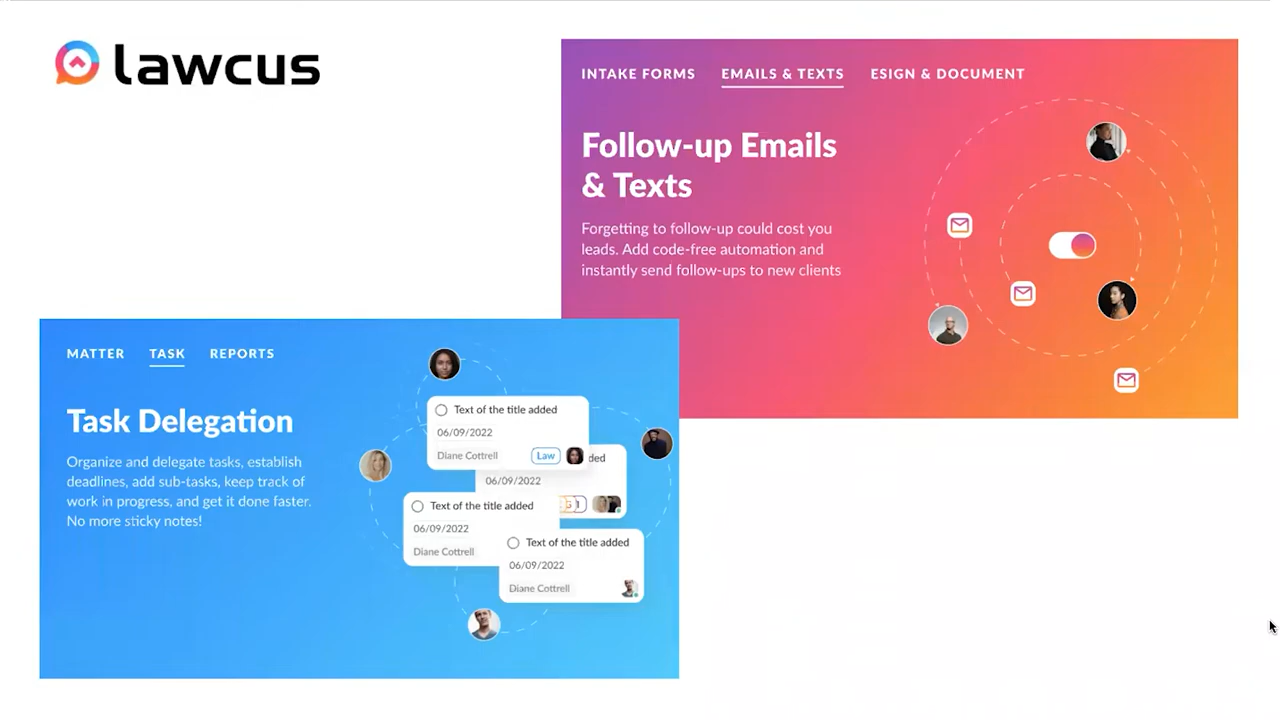 lawcus
INTAKE FORMS EMAILS & TEXTS ESIGN & DOCUMENT
Follow-up Emails
& Texts
Forgetting to follow-up could cost you
leads. Add code-free automation and
instantly send follow-ups to new clients
MATTER TASK REPORTS
Task Delegation
Organize and delegate tasks, establish
deadlines, add sub-tasks, keep track of
work in progress, and get it done faster.
No more sticky notes!
Text of the title added
06/09/2022
Diane Cottrell Law
ded
06/09/2022
Text of the title added
06/09/2022
Diane Cottrell
Text of the title added
06/09/2022
Diane Cottrell